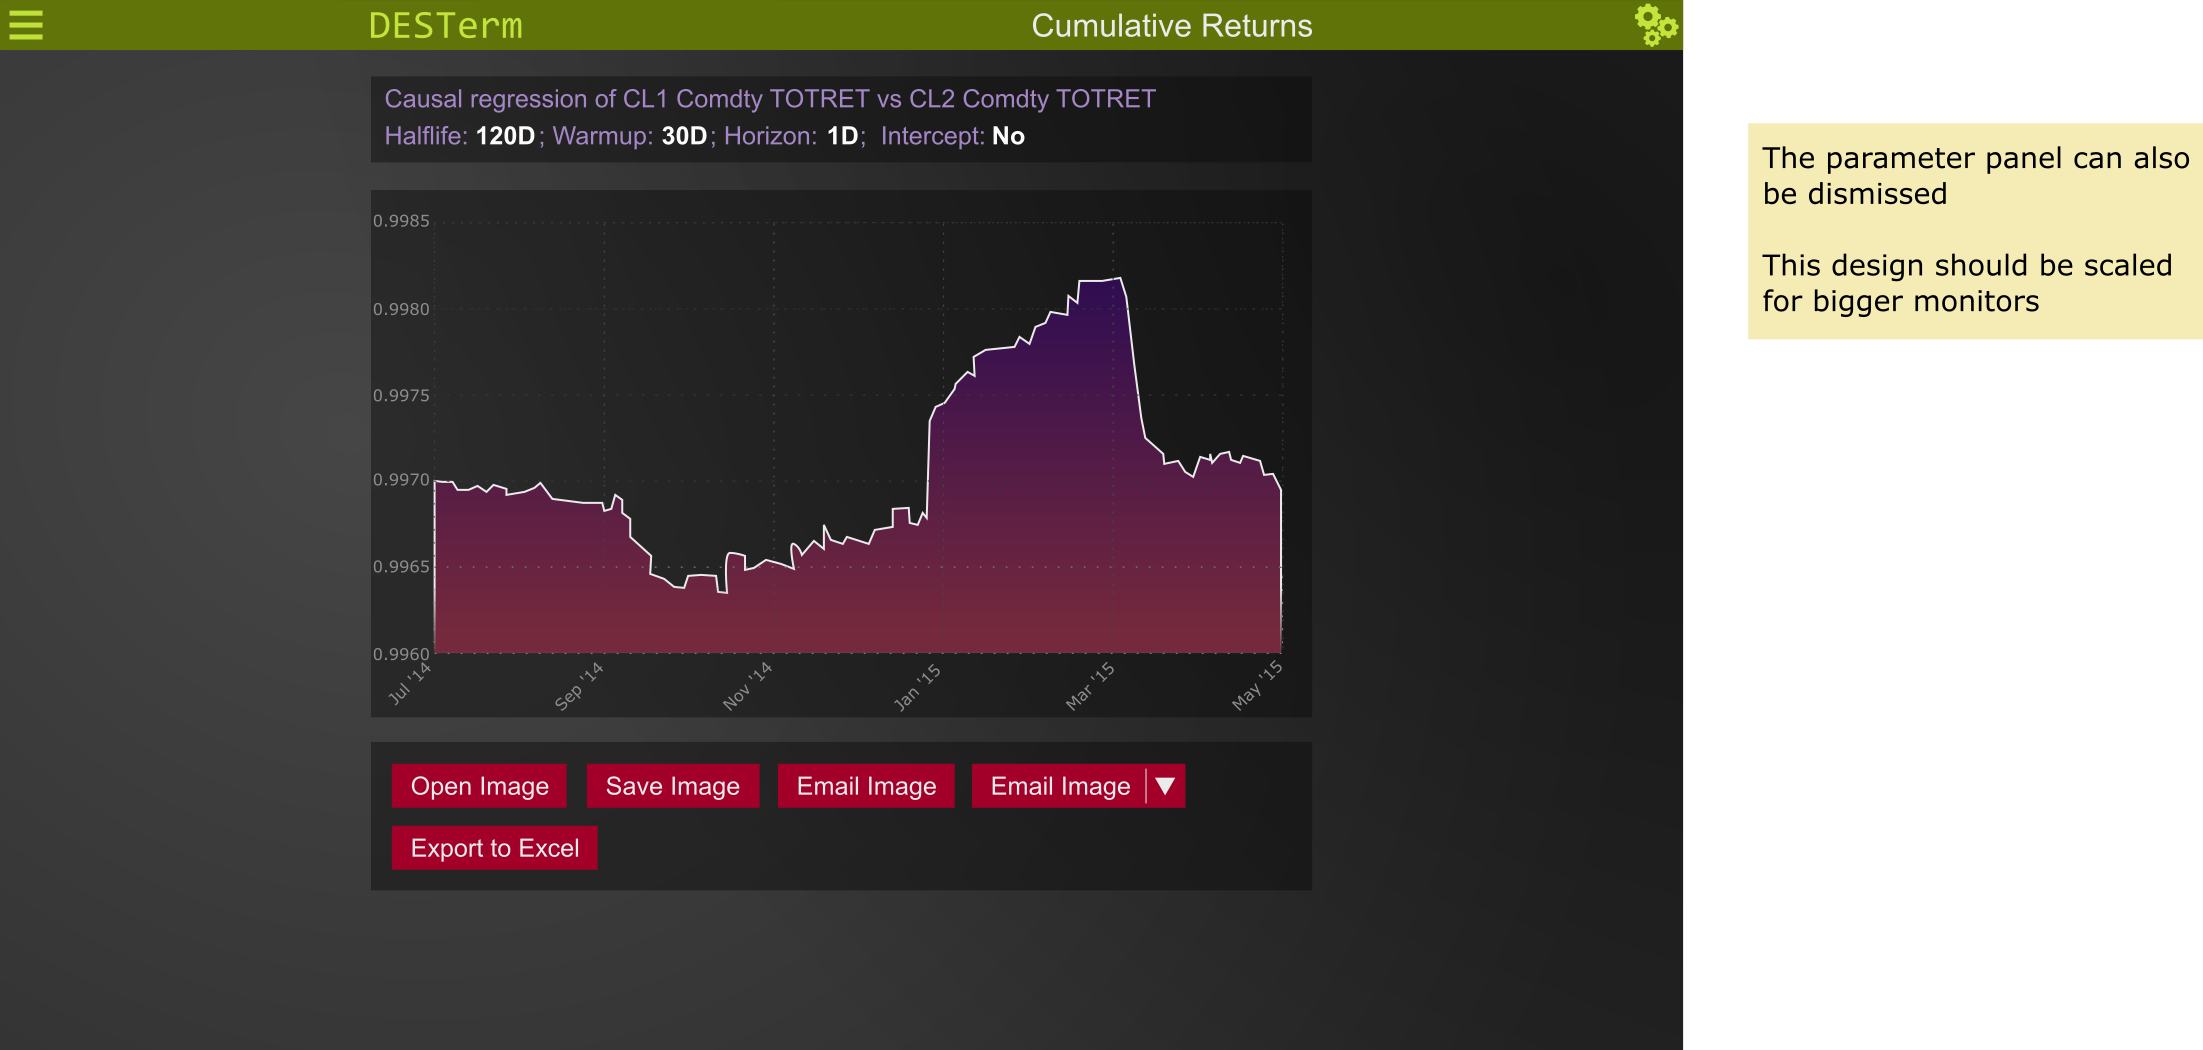 DESTerm
Cumulative Returns
Causal regression of CL1 Comdty TOTRET vs CL2 Comdty TOTRET
Halflife: 120D; Warmup: 30D; Horizon: 1D; Intercept: No
0.9985
0.9980
0.9975
0.9970
0.9965
0.9960
Jul '14
Sep '14
Nov '14
Jan '15
Mar '15
May '15
Open Image
Save Image
Email Image
Email Image
Export to Excel
The parameter panel can also
be dismissed
This design should be scaled
for bigger monitors